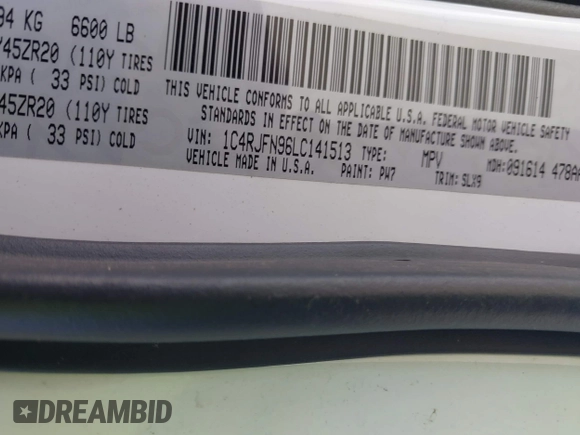 94 KG 6600 LB
/45ZR20 (110Y TIRES
KPA ( 33 PSI) COLD
45ZR20 (110Y TIRES
KPA ( 33 PSI) COLD
THIS VEHICLE CONFORMS TO ALL APPLICABLE U.S.A. FEDERAL MOTOR VEHICLE SAFETY
STANDARDS IN EFFECT ON THE DATE OF MANUFACTURE SHOWN ABOVE.
VIN: 1C4RJFN96LC141513 TYPE: MPV MDH:091614 478AA
VEHICLE MADE IN U.S.A. PAINT: PW7 TRIM: SLX9
DREAMBID